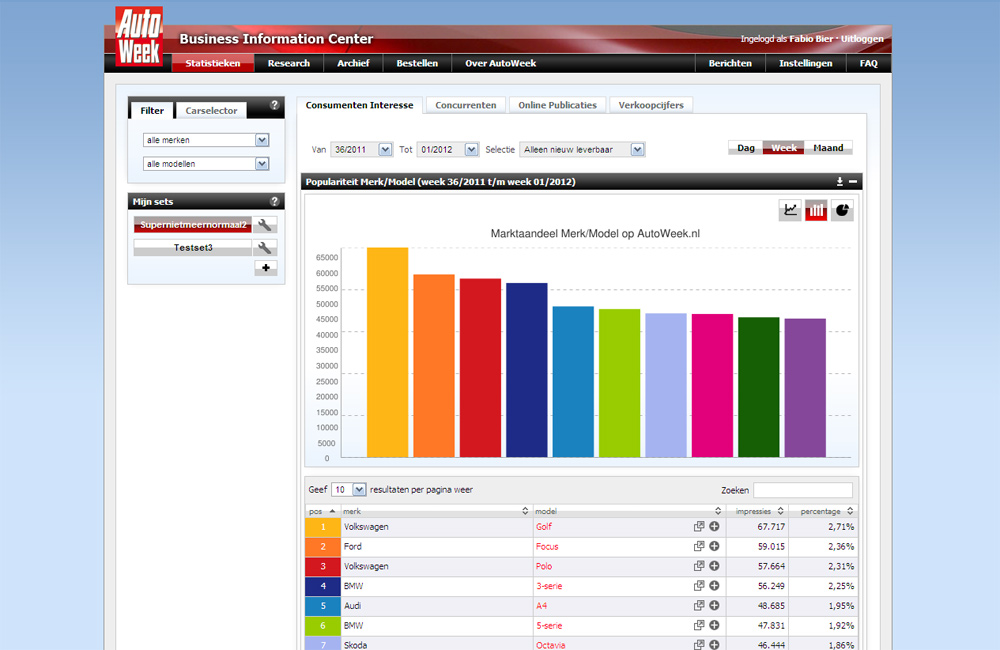 Auto
Week
Business Information Center
Ingelogd als Fabio Bier · Uitloggen
Statistieken Research Archief Bestellen Over AutoWeek Berichten Instellingen FAQ
Filter Carselector ?
Consumenten Interesse Concurrenten Online Publicaties Verkoopcijfers
alle merken
alle modellen
Van 36/2011 Tot 01/2012 Selectie Alleen nieuw leverbaar Dag Week Maand
Populariteit Merk/Model (week 36/2011 t/m week 01/2012)
Mijn sets ?
Supernietmeernormaal2
Testset3
Marktaandeel Merk/Model op AutoWeek.nl
65000
60000
55000
50000
45000
40000
35000
30000
25000
20000
15000
10000
5000
0
Geef 10 resultaten per pagina weer Zoeken
pos merk model impressies percentage
1 Volkswagen Golf 67.717 2,71%
2 Ford Focus 59.015 2,36%
3 Volkswagen Polo 57.664 2,31%
4 BMW 3-serie 56.249 2,25%
5 Audi A4 48.685 1,95%
6 BMW 5-serie 47.831 1,92%
7 Skoda Octavia 46.444 1,86%